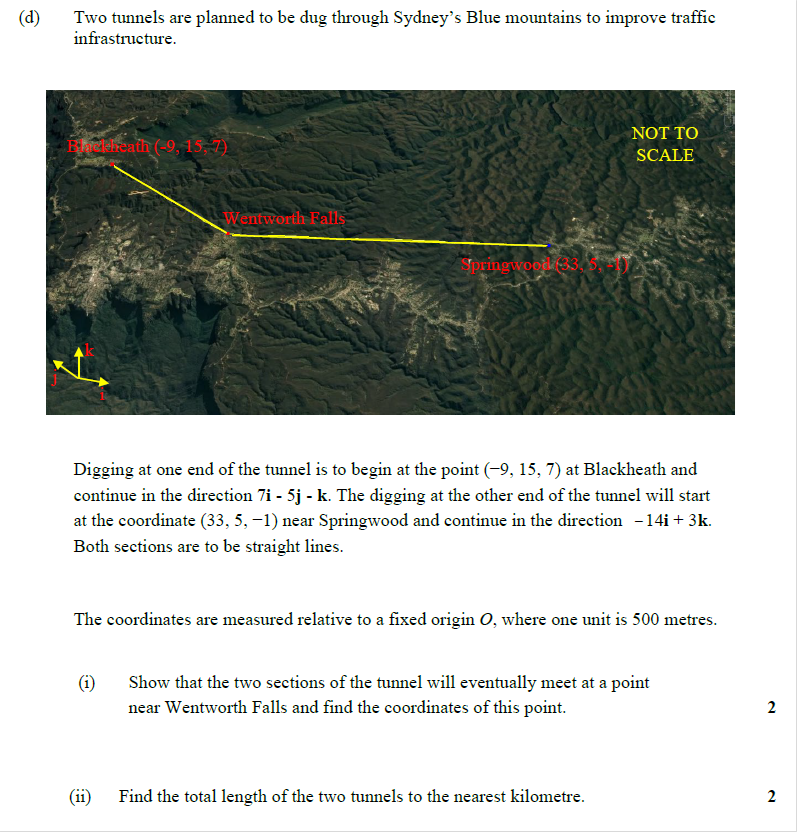 (d) Two tunnels are planned to be dug through Sydney's Blue mountains to improve traffic
infrastructure.
Blackheath (-9, 15, 7)
NOT TO
SCALE
Wentworth Falls
Springwood (33, 5, -1)
k
j
i
Digging at one end of the tunnel is to begin at the point (−9, 15, 7) at Blackheath and
continue in the direction 7i - 5j - k. The digging at the other end of the tunnel will start
at the coordinate (33, 5, −1) near Springwood and continue in the direction −14i + 3k.
Both sections are to be straight lines.
The coordinates are measured relative to a fixed origin O, where one unit is 500 metres.
(i) Show that the two sections of the tunnel will eventually meet at a point
near Wentworth Falls and find the coordinates of this point. 2
(ii) Find the total length of the two tunnels to the nearest kilometre. 2